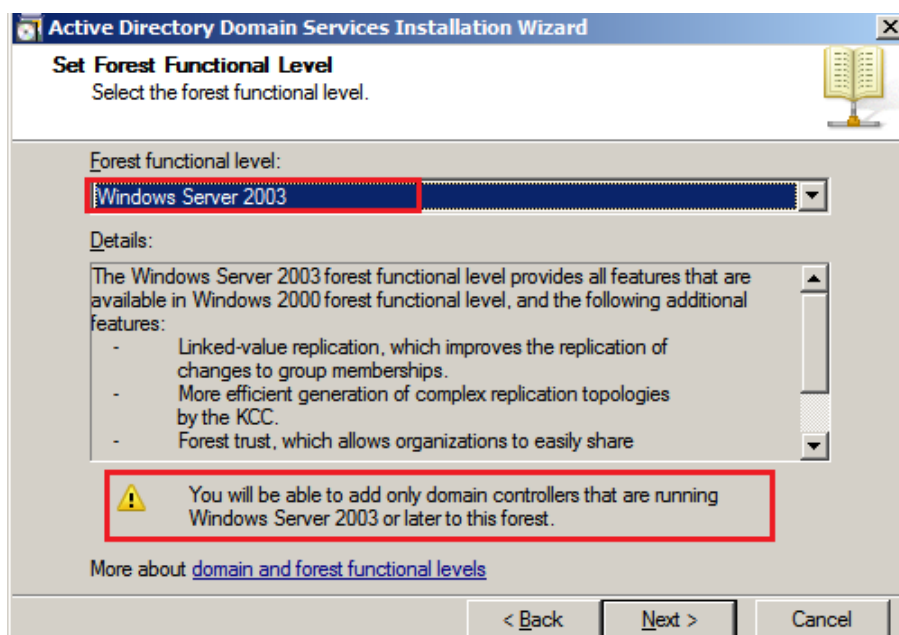 Active Directory Domain Services Installation Wizard
Set Forest Functional Level
Select the forest functional level.
Forest functional level:
Windows Server 2003
Details:
The Windows Server 2003 forest functional level provides all features that are
available in Windows 2000 forest functional level, and the following additional
features:
- Linked-value replication, which improves the replication of
changes to group memberships.
- More efficient generation of complex replication topologies
by the KCC.
- Forest trust, which allows organizations to easily share
You will be able to add only domain controllers that are running
Windows Server 2003 or later to this forest.
More about domain and forest functional levels
< Back Next > Cancel